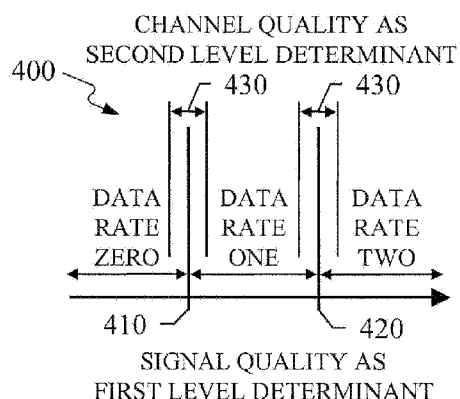 CHANNEL QUALITY AS
SECOND LEVEL DETERMINANT
400
430 430
DATA RATE ZERO
DATA RATE ONE
DATA RATE TWO
410 420
SIGNAL QUALITY AS
FIRST LEVEL DETERMINANT